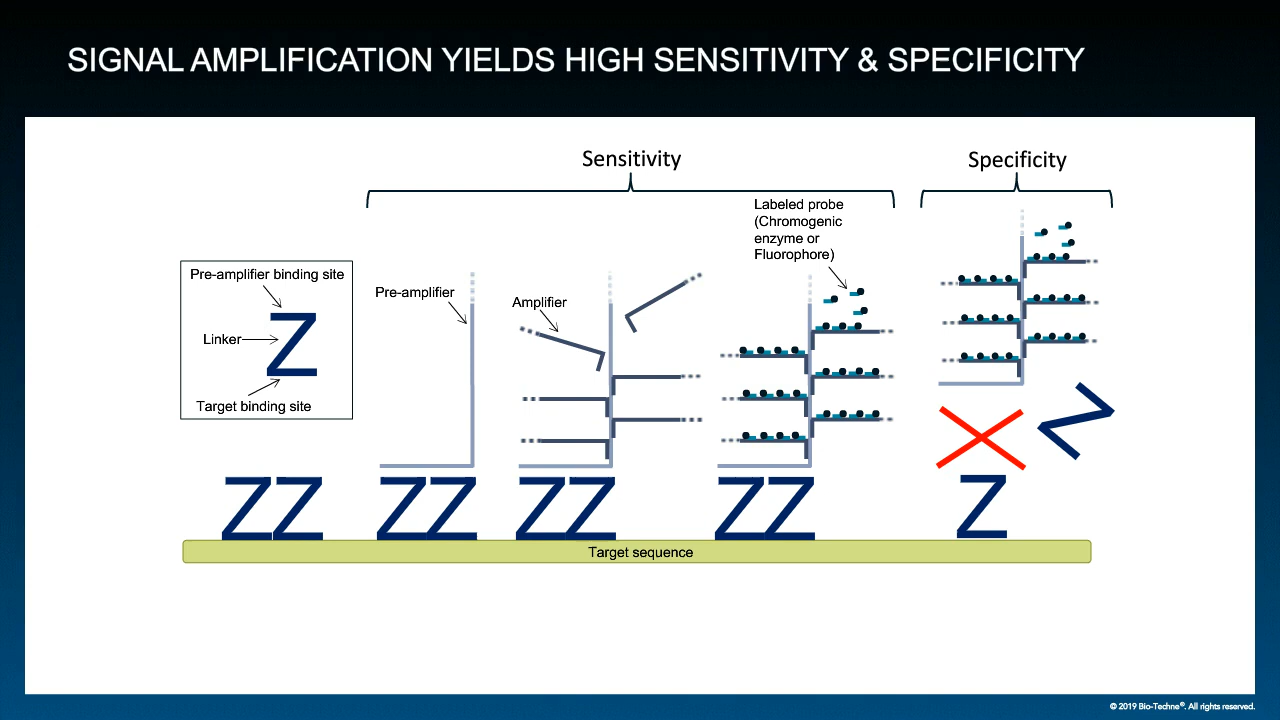 SIGNAL AMPLIFICATION YIELDS HIGH SENSITIVITY & SPECIFICITY
Sensitivity
Specificity
Labeled probe
(Chromogenic
enzyme or
Fluorophore)
Pre-amplifier binding site
Linker
Target binding site
Pre-amplifier
Amplifier
Target sequence
© 2019 Bio-Techne®. All rights reserved.